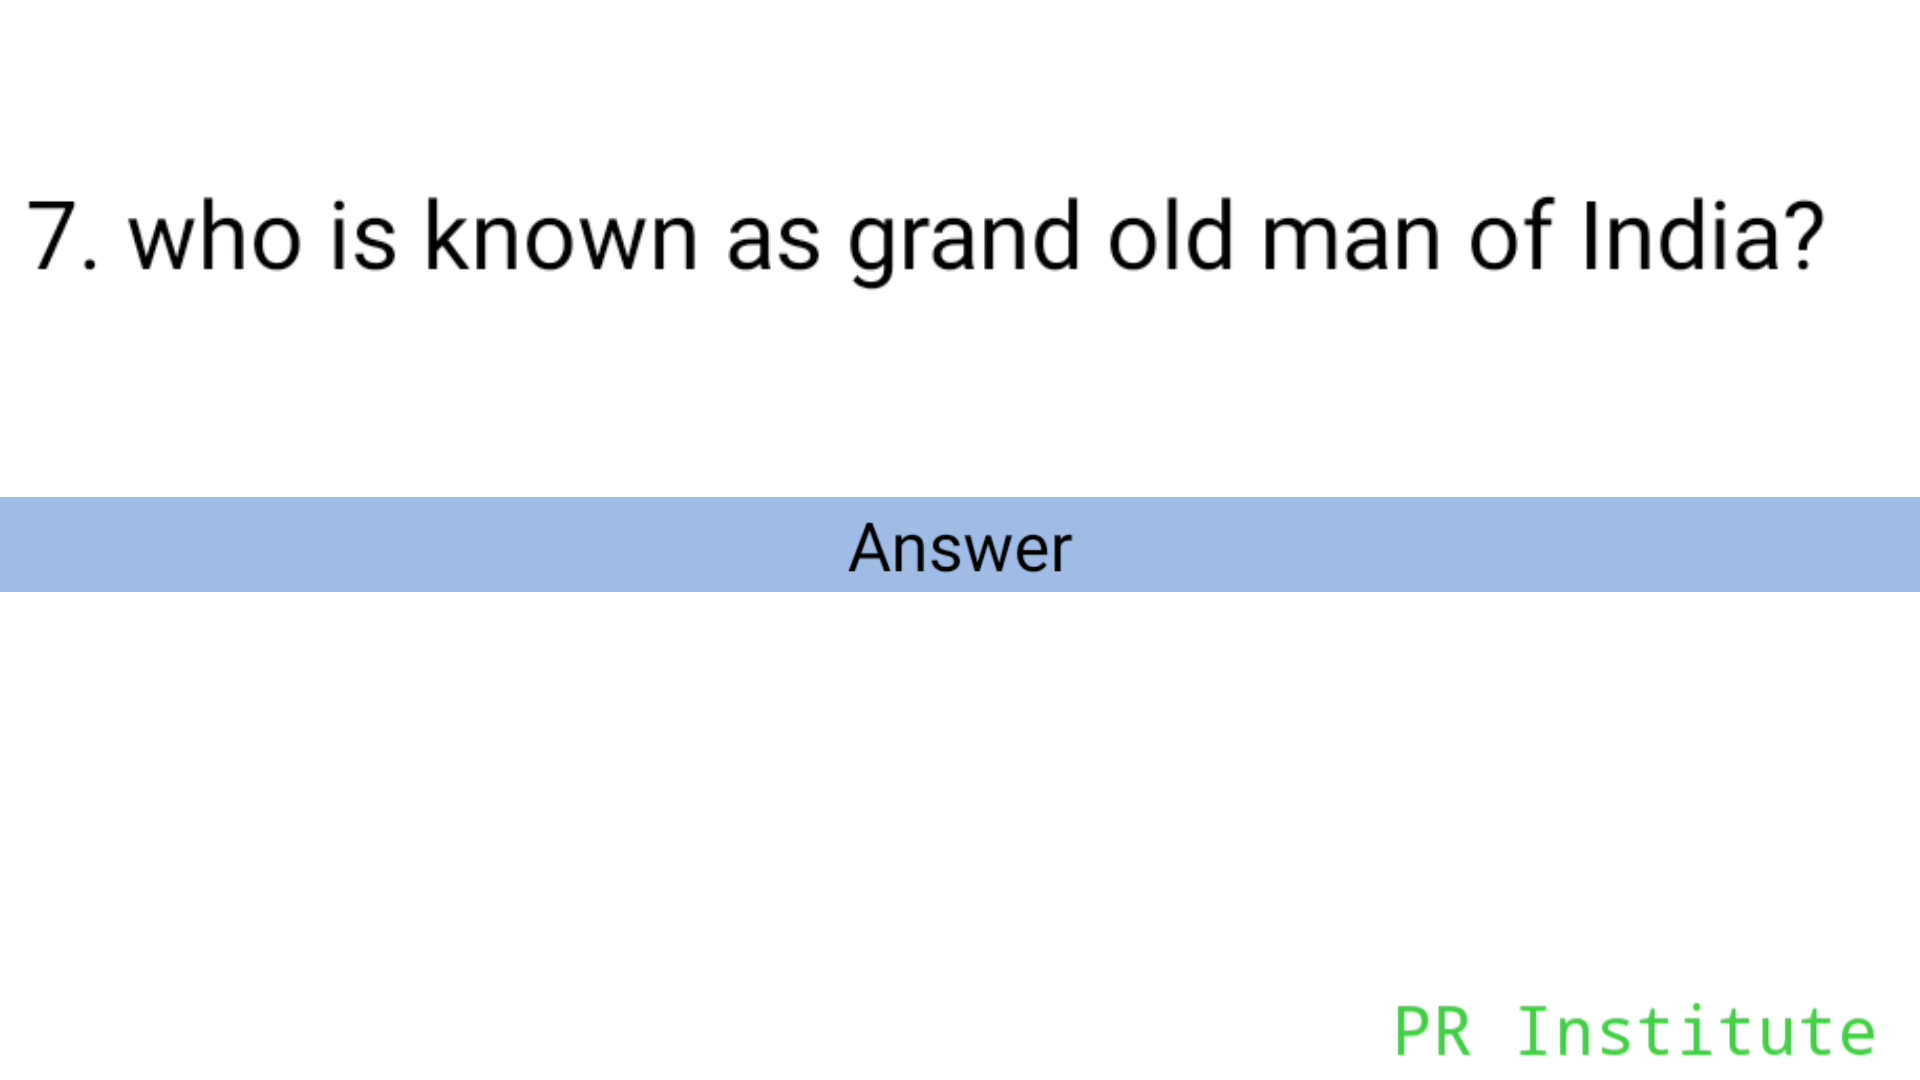 7. who is known as grand old man of India?
Answer
PR Institute